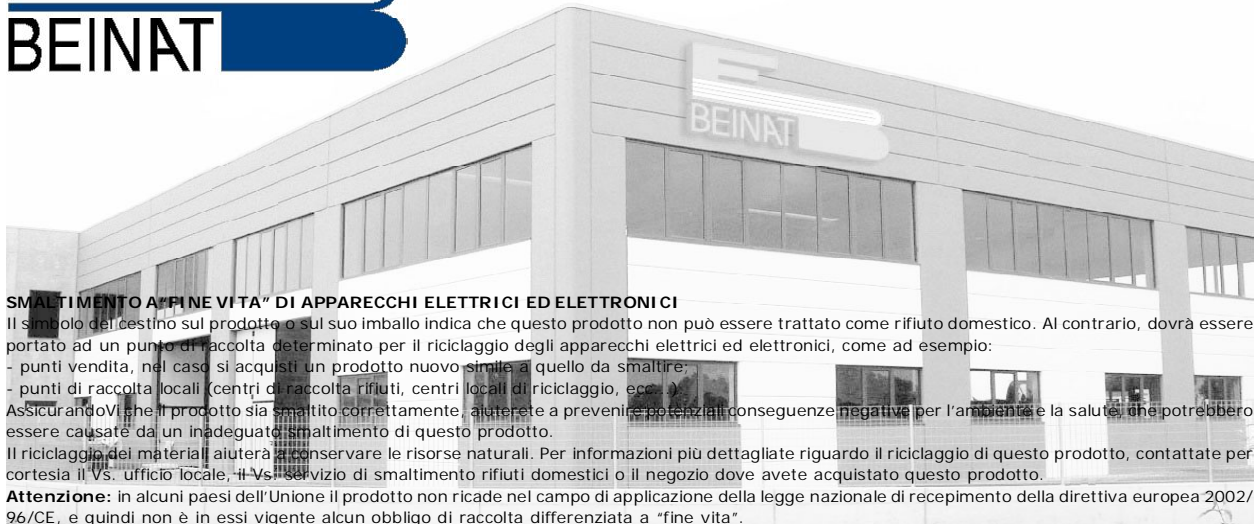 BEINAT
BEINAT
SMALTIMENTO A “FINE VITA” DI APPARECCHI ELETTRICI ED ELETTRONICI
Il simbolo del cestino sul prodotto o sul suo imballo indica che questo prodotto non può essere trattato come rifiuto domestico. Al contrario, dovrà essere
portato ad un punto di raccolta determinato per il riciclaggio degli apparecchi elettrici ed elettronici, come ad esempio:
- punti vendita, nel caso si acquisti un prodotto nuovo simile a quello da smaltire;
- punti di raccolta locali (centri di raccolta rifiuti, centri locali di riciclaggio, ecc...)
AssicurandoVi che il prodotto sia smaltito correttamente, aiuterete a prevenire potenziali conseguenze negative per l’ambiente e la salute, che potrebbero
essere causate da un inadeguato smaltimento di questo prodotto.
Il riciclaggio dei materiali aiuterà a conservare le risorse naturali. Per informazioni più dettagliate riguardo il riciclaggio di questo prodotto, contattate per
cortesia il Vs. ufficio locale, il Vs. servizio di smaltimento rifiuti domestici o il negozio dove avete acquistato questo prodotto.
Attenzione: in alcuni paesi dell’Unione il prodotto non ricade nel campo di applicazione della legge nazionale di recepimento della direttiva europea 2002/
96/CE, e quindi non è in essi vigente alcun obbligo di raccolta differenziata a “fine vita”.